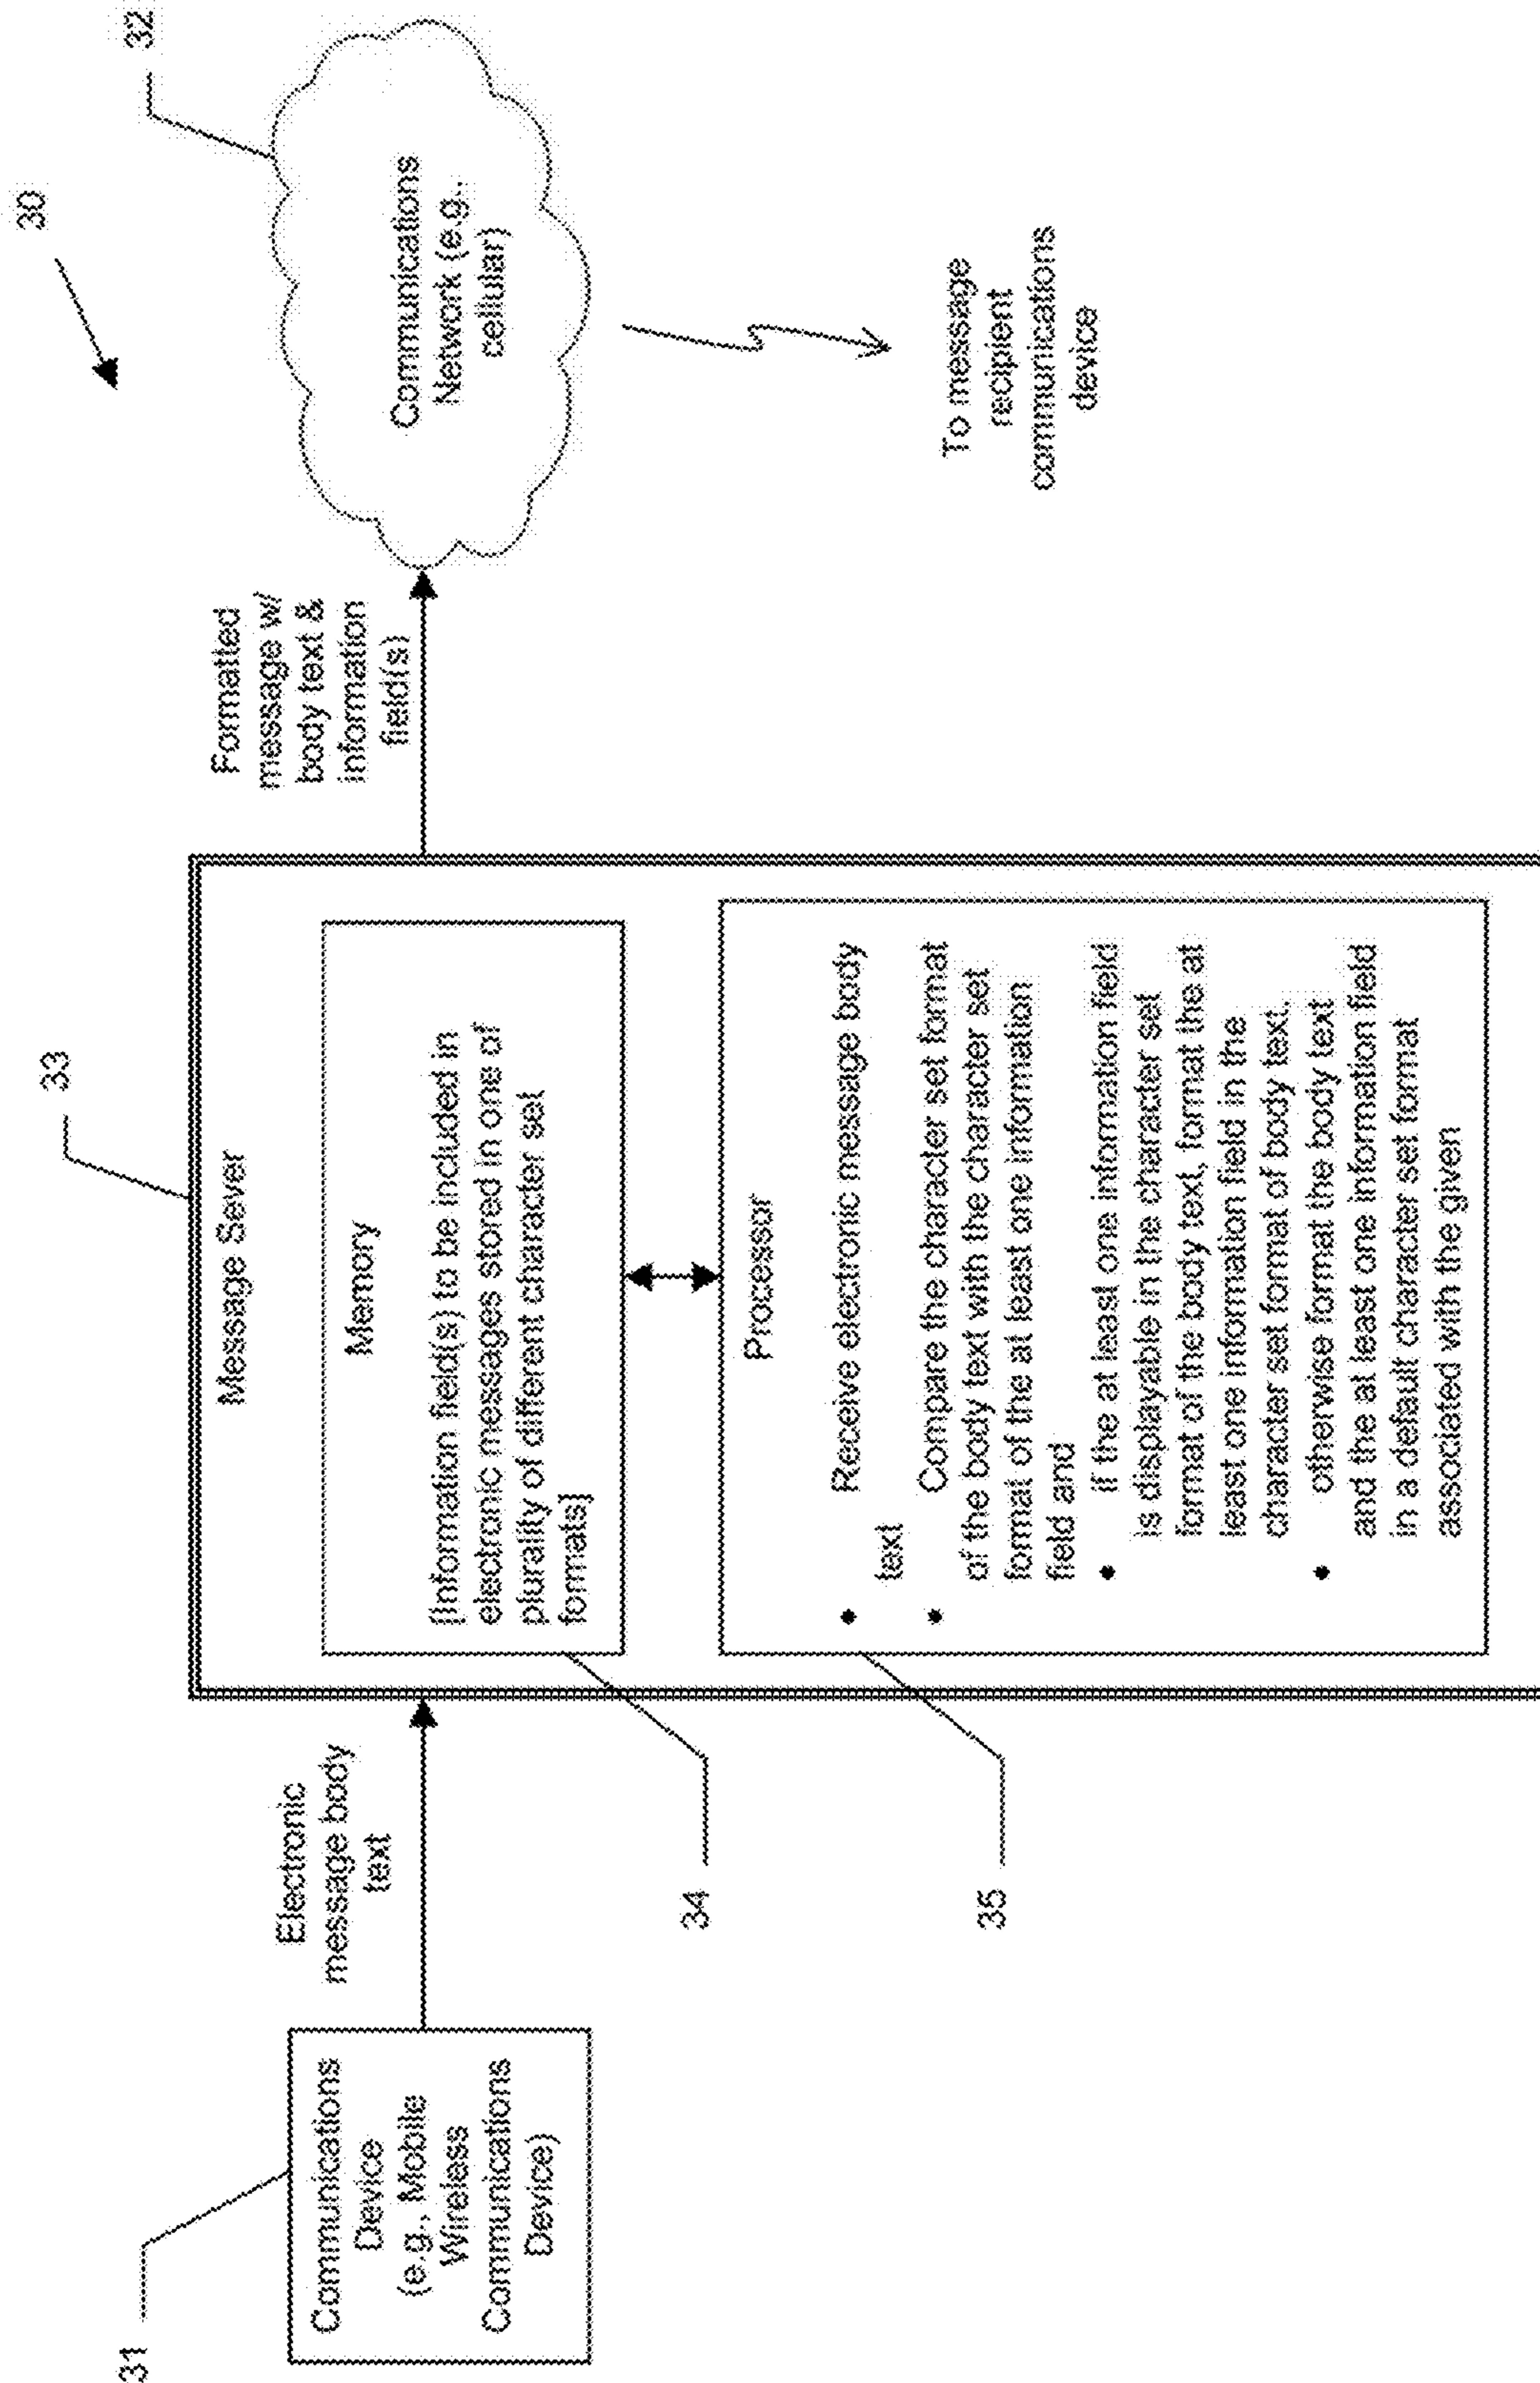 30
32
33
Message Sever
Memory
[Information field(s) to be included in
electronic messages stored in one of
plurality of different character set
formats]
Processor
• Receive electronic message body
text
• Compare the character set format
of the body text with the character set
format of the at least one information
field and
• if the at least one information field
is displayable in the character set
format of the body text, format the at
least one information field in the
character set format of body text,
• otherwise format the body text
and the at least one information field
in a default character set format
associated with the given
31
Communications
Device
(e.g., Mobile
Wireless
Communications
Device)
Electronic
message body
text
34
35
Formatted
message w/
body text &
information
field(s)
Communications
Network (e.g.,
cellular)
To message
recipient
communications
device